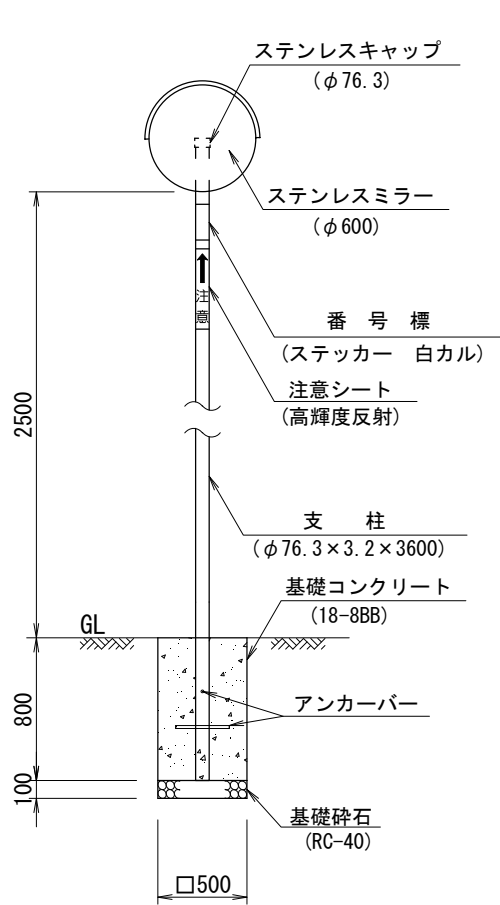 ステンレスキャップ
(φ76.3)
ステンレスミラー
(φ600)
注
意
番 号 標
(ステッカー 白カル)
注意シート
(高輝度反射)
2500
支 柱
(φ76.3×3.2×3600)
基礎コンクリート
(18-8BB)
GL
800
アンカーバー
100
基礎砕石
(RC-40)
□500